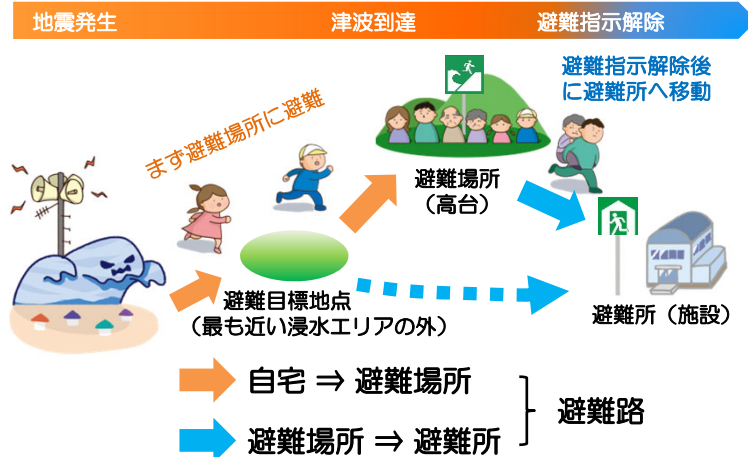 地震発生
津波到達
避難指示解除
避難指示解除後
に避難所へ移動
まず避難場所に避難
避難場所
（高台）
避難目標地点
（最も近い浸水エリアの外）
避難所（施設）
自宅 ⇒ 避難場所
避難場所 ⇒ 避難所
避難路